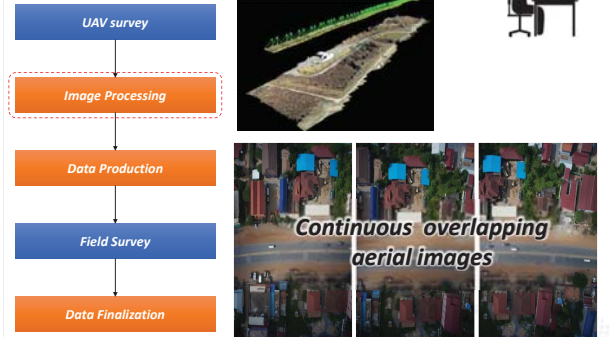 UAV survey
Image Processing
Data Production
Field Survey
Data Finalization
Continuous overlapping
aerial images